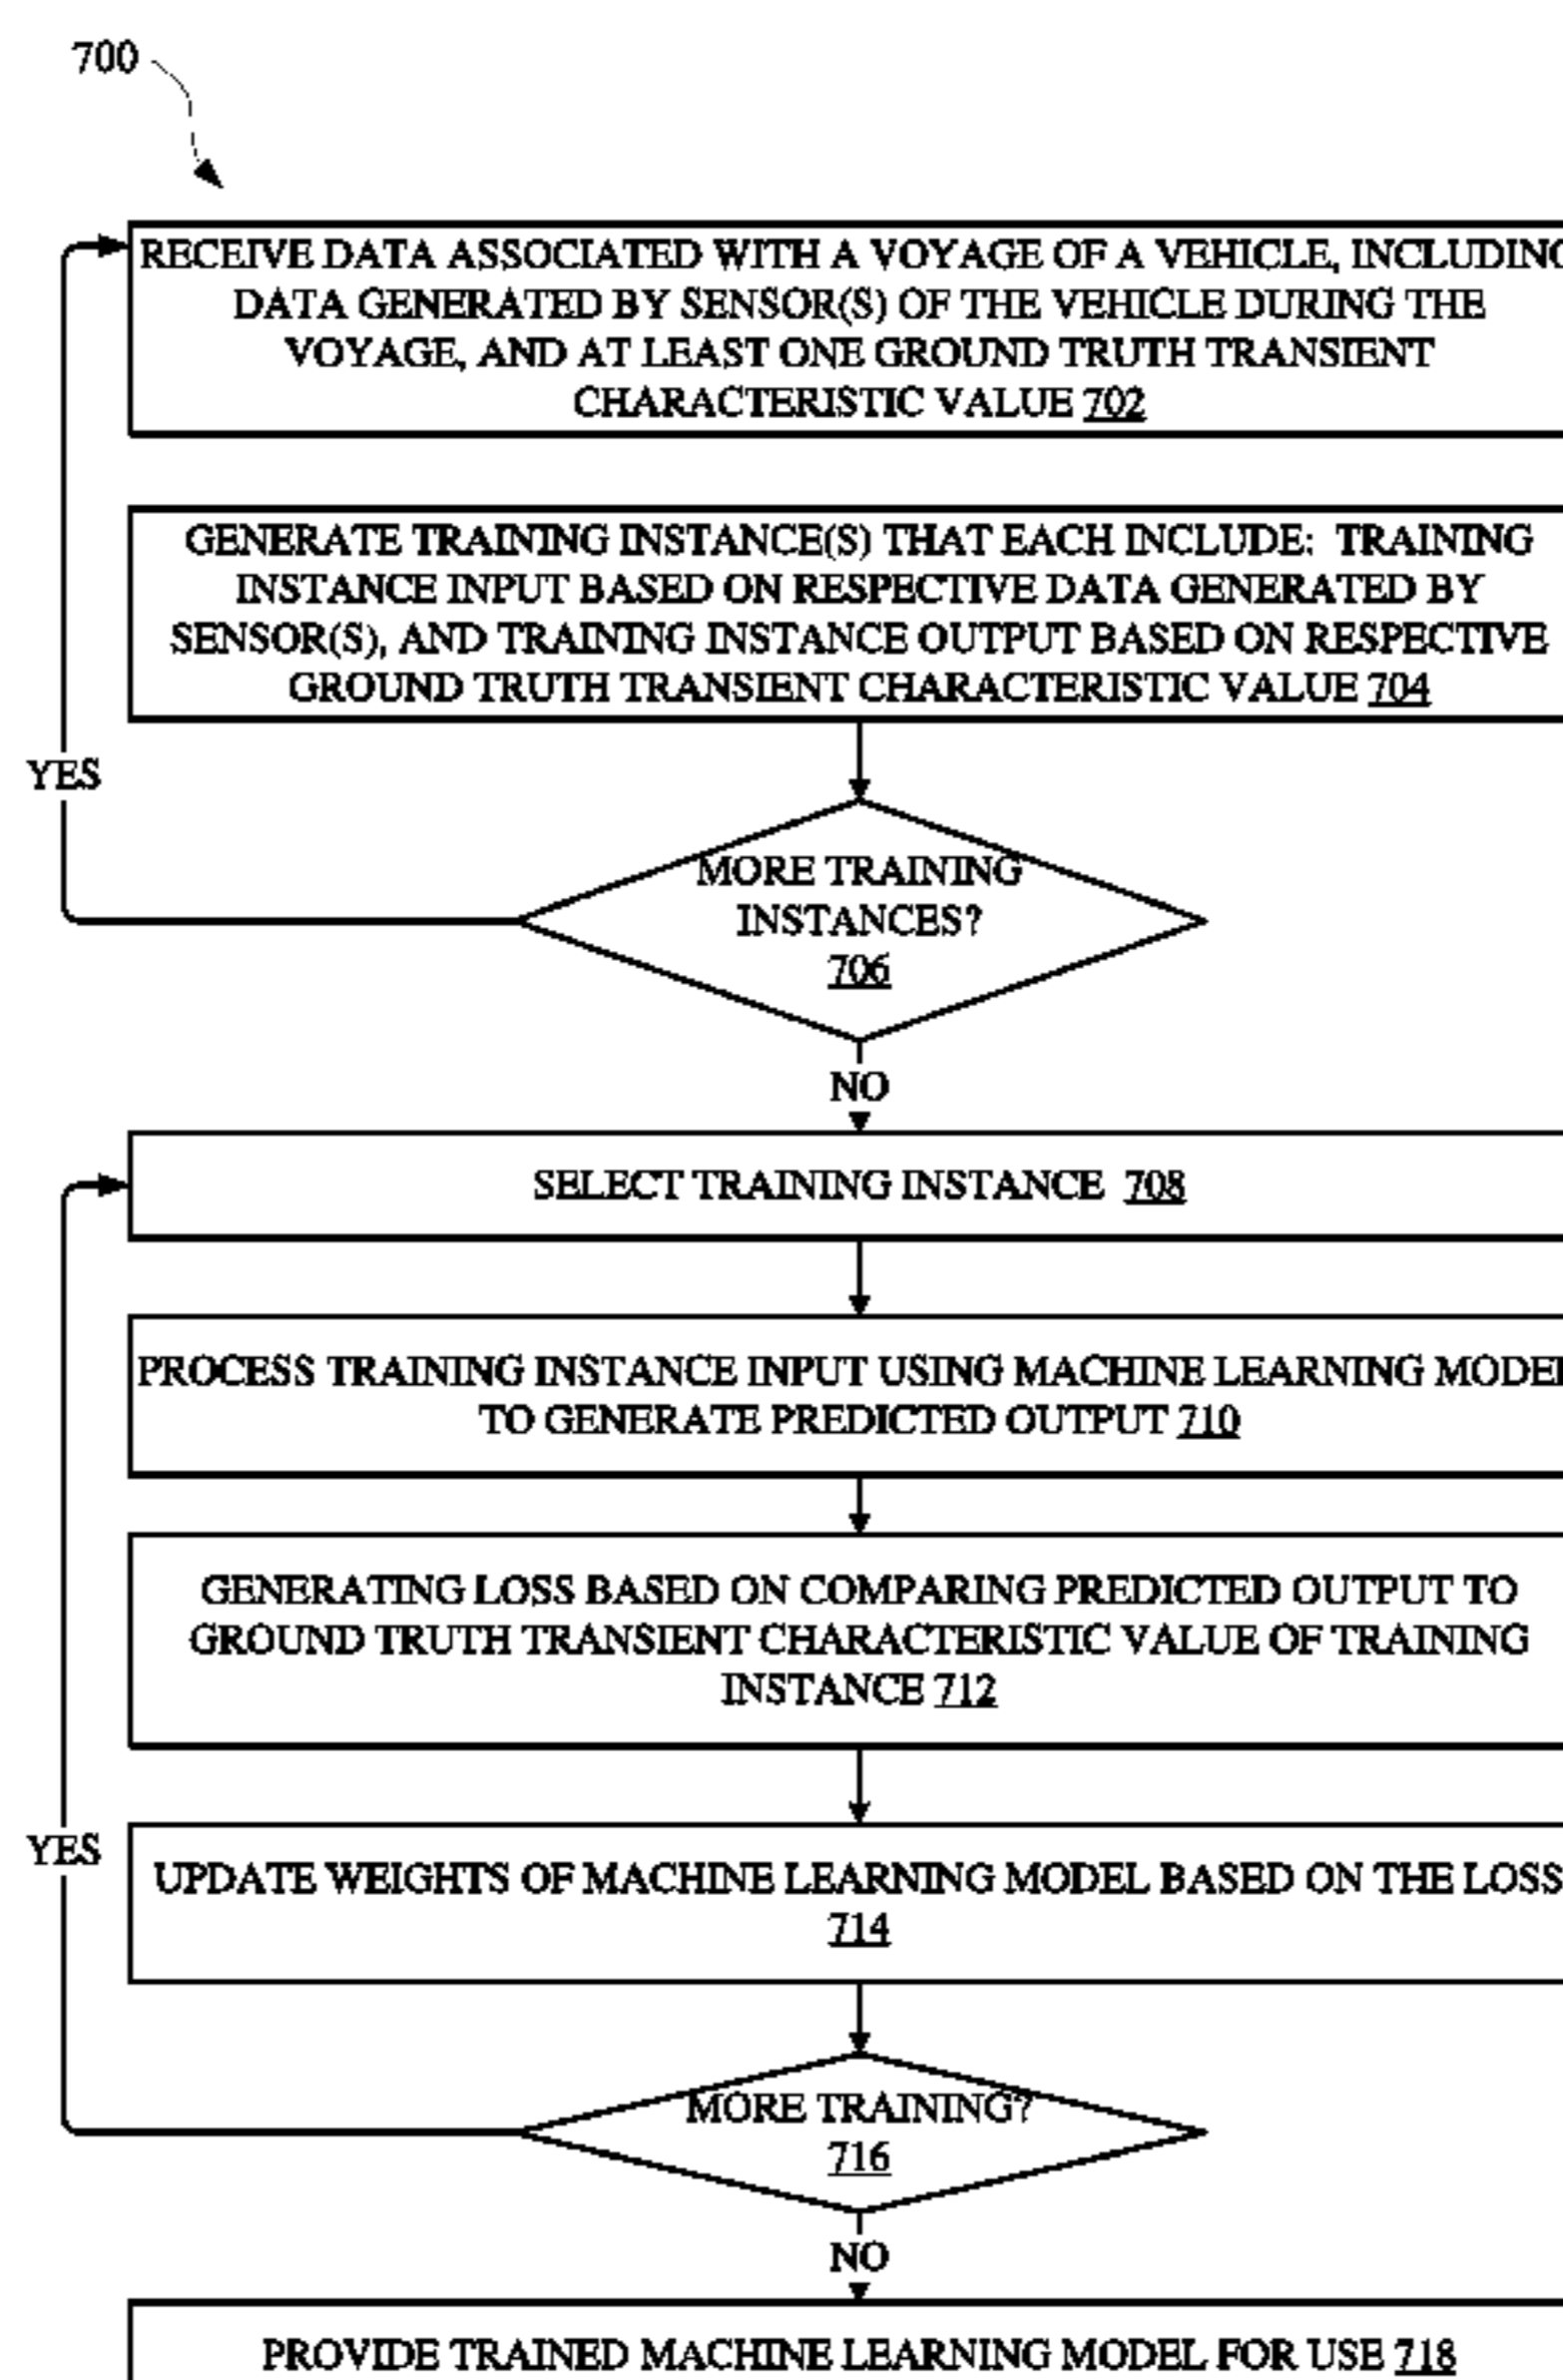 700
RECEIVE DATA ASSOCIATED WITH A VOYAGE OF A VEHICLE, INCLUDING
DATA GENERATED BY SENSOR(S) OF THE VEHICLE DURING THE
VOYAGE, AND AT LEAST ONE GROUND TRUTH TRANSIENT
CHARACTERISTIC VALUE 702
GENERATE TRAINING INSTANCE(S) THAT EACH INCLUDE: TRAINING
INSTANCE INPUT BASED ON RESPECTIVE DATA GENERATED BY
SENSOR(S), AND TRAINING INSTANCE OUTPUT BASED ON RESPECTIVE
GROUND TRUTH TRANSIENT CHARACTERISTIC VALUE 704
YES
MORE TRAINING
INSTANCES?
706
NO
SELECT TRAINING INSTANCE 708
PROCESS TRAINING INSTANCE INPUT USING MACHINE LEARNING MODEL
TO GENERATE PREDICTED OUTPUT 710
GENERATING LOSS BASED ON COMPARING PREDICTED OUTPUT TO
GROUND TRUTH TRANSIENT CHARACTERISTIC VALUE OF TRAINING
INSTANCE 712
YES
UPDATE WEIGHTS OF MACHINE LEARNING MODEL BASED ON THE LOSS
714
MORE TRAINING?
716
NO
PROVIDE TRAINED MACHINE LEARNING MODEL FOR USE 718